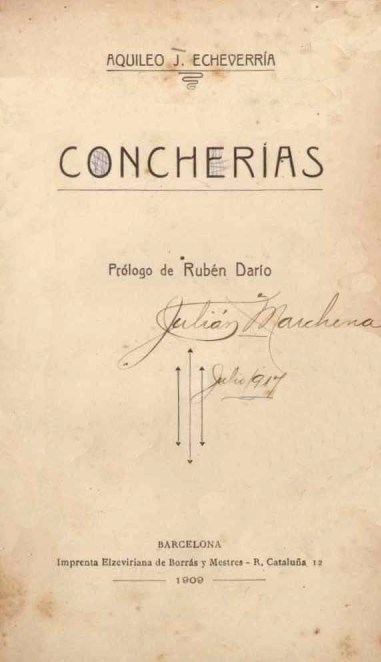 AQUILEO J. ECHEVERRÍA
CONCHERÍAS
Prólogo de Rubén Darío
Julián Marchena
Julio/917
BARCELONA
Imprenta Elzeviriana de Borrás y Mestres - R. Cataluña, 12
1909